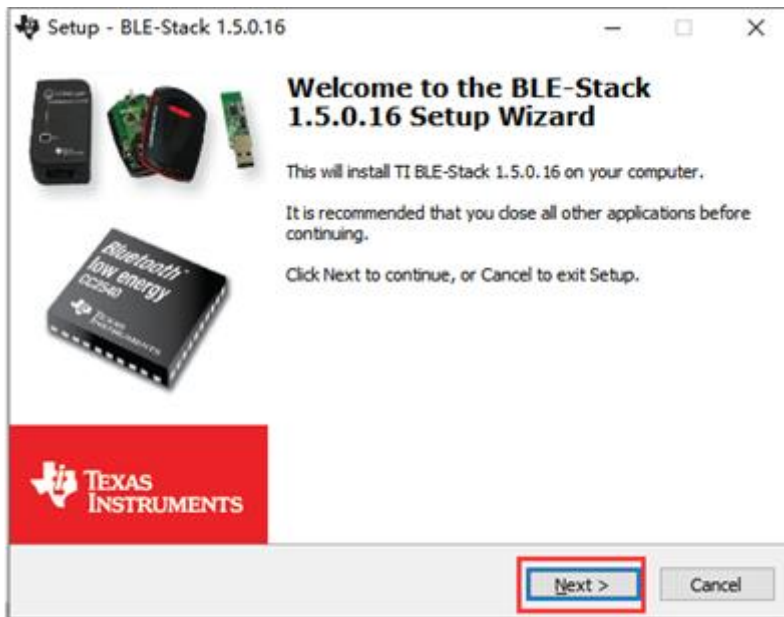 Setup - BLE-Stack 1.5.0.16
Welcome to the BLE-Stack
1.5.0.16 Setup Wizard
This will install TI BLE-Stack 1.5.0.16 on your computer.
It is recommended that you close all other applications before
continuing.
Click Next to continue, or Cancel to exit Setup.
Bluetooth
low energy
CC2540
TEXAS
INSTRUMENTS
TEXAS
INSTRUMENTS
Next >
Cancel